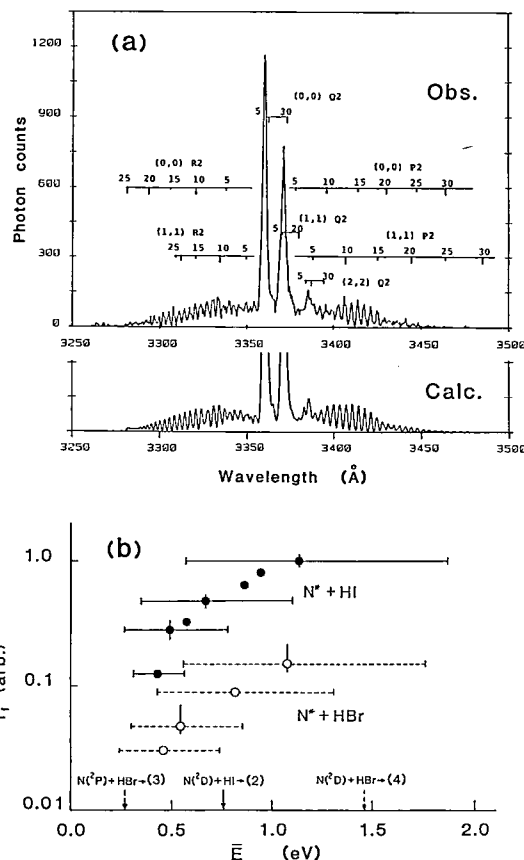 (a)
Obs.
Photon counts
1200
900
600
300
0
5 30 (0,0) Q2
(0,0) R2
25 20 15 10 5
(0,0) P2
5 10 15 20 25 30
(1,1) Q2
5 20
(1,1) R2
25 15 10 5
(1,1) P2
5 10 15 20 25 31
5 30
(2,2) Q2
3250 3300 3350 3400 3450 3500
Calc.
3250 3300 3350 3400 3450 3500
Wavelength (Å)
(b)
1.0
0.1
0.01
(arb.)
N* + HI
N* + HBr
N(²P)+HBr→(3) N(²D)+HI→(2) N(²D)+HBr→(4)
0.0 0.5 1.0 1.5 2.0
E̅ (eV)